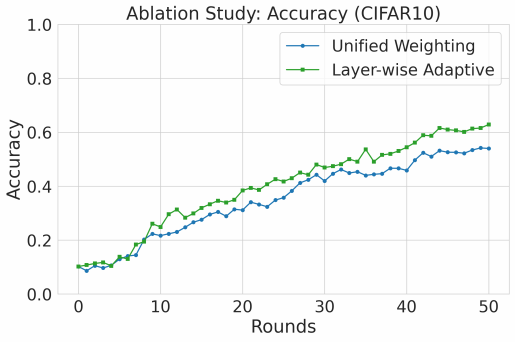 Ablation Study: Accuracy (CIFAR10)
1.0
0.8
0.6
0.4
0.2
0.0
Accuracy
Unified Weighting
Layer-wise Adaptive
0 10 20 30 40 50
Rounds